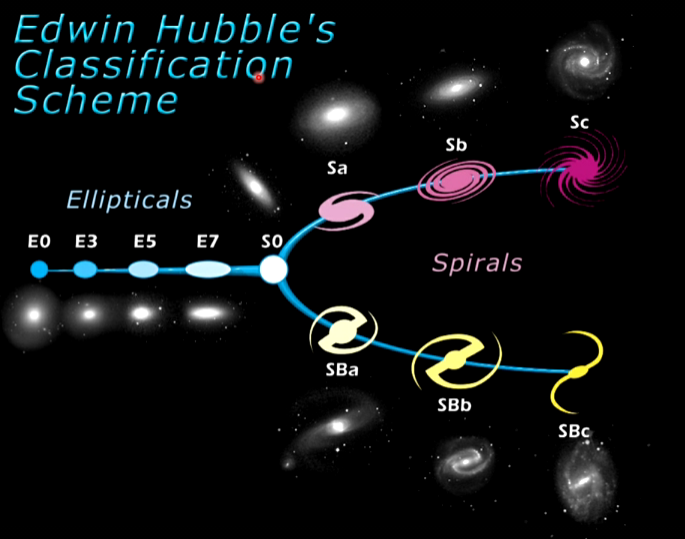 Edwin Hubble's
Classification
Scheme
Sc
Sb
Sa
Ellipticals
E0 E3 E5 E7 S0
Spirals
SBa
SBb
SBc